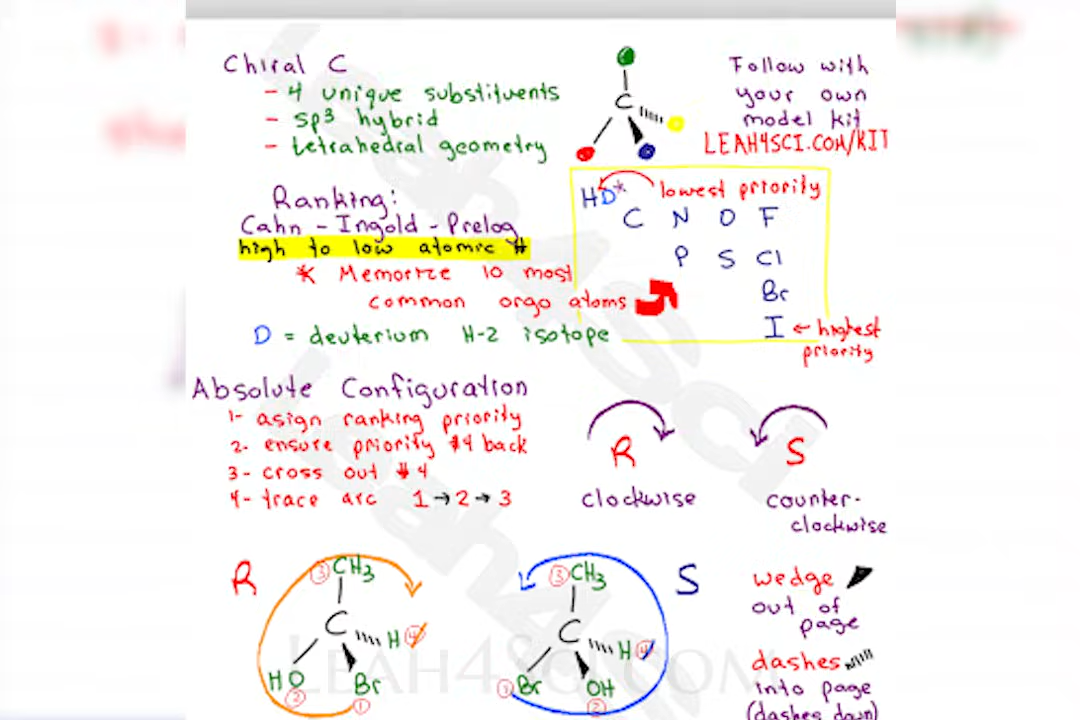 Chiral C
- 4 unique substituents
- sp3 hybrid
- tetrahedral geometry
C
Follow with
your own
model kit
LEAH4SCI.COM/KIT
Ranking:
Cahn - Ingold - Prelog
high to low atomic #
* Memorize 10 most
common orgo atoms
D = deuterium H-2 isotope
HD* lowest priority
C N O F
P S Cl
Br
I ← highest
priority
Absolute Configuration
1- asign ranking priority
2- ensure priority #4 back
3- cross out #4
4- trace arc 1→2→3
R
clockwise
S
counter-
clockwise
R
3 CH3
C
H 4
HO
2
Br
1
3 CH3
C
H 4
1 Br
OH
2
S
wedge
out of
page
dashes
into page
(dashes down)
LEAH4SCI.COM
Leah4sci